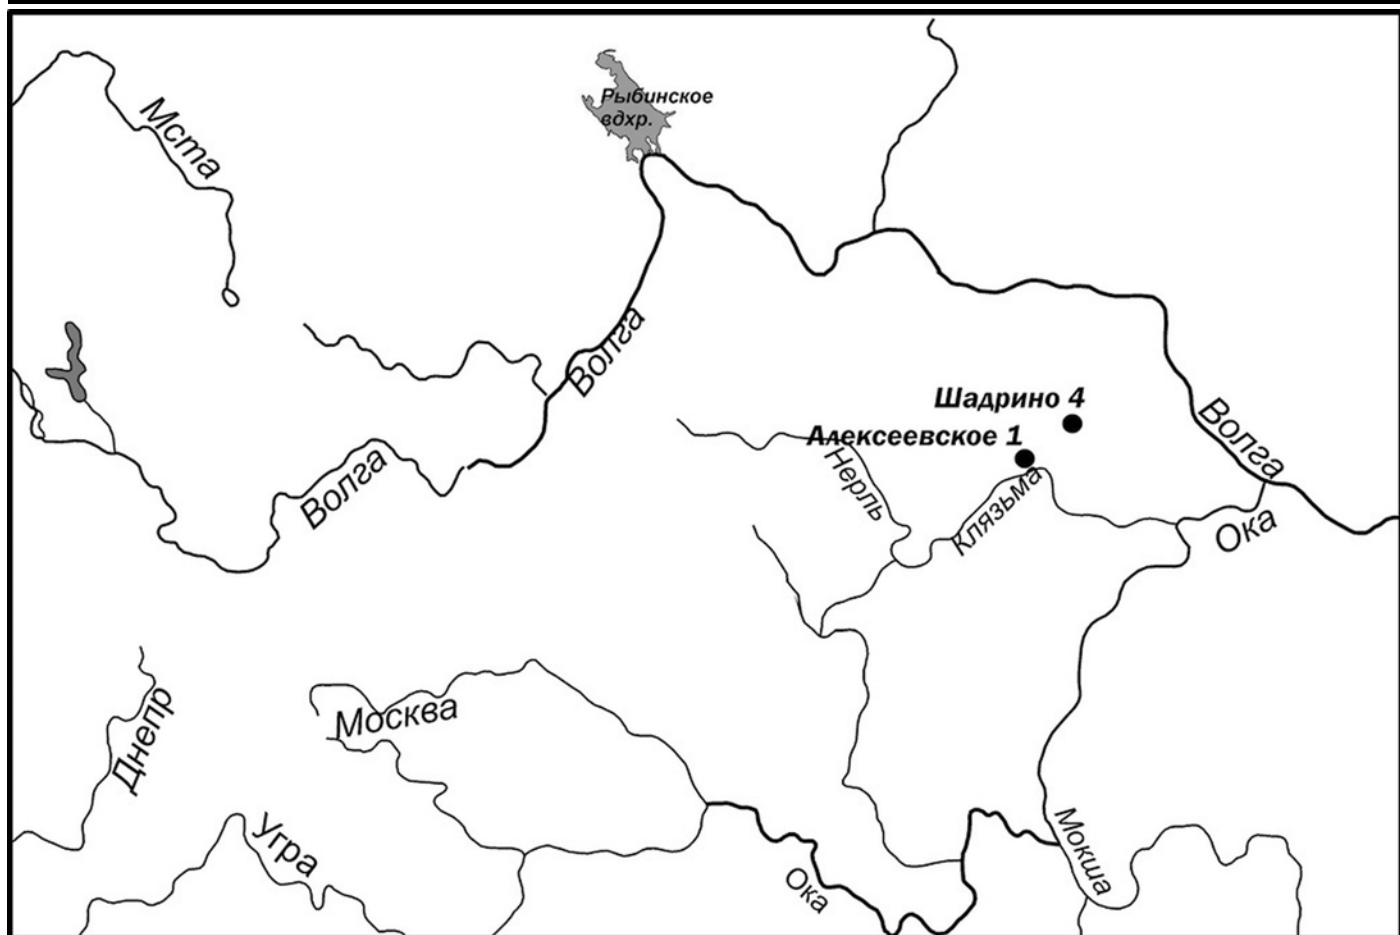 Рыбинское
вдхр.
Мста
Волга
Шадрино 4
Алексеевское 1
Волга
Нерль
Клязьма
Волга
Ока
Днепр
Москва
Угра
Ока
Мокша